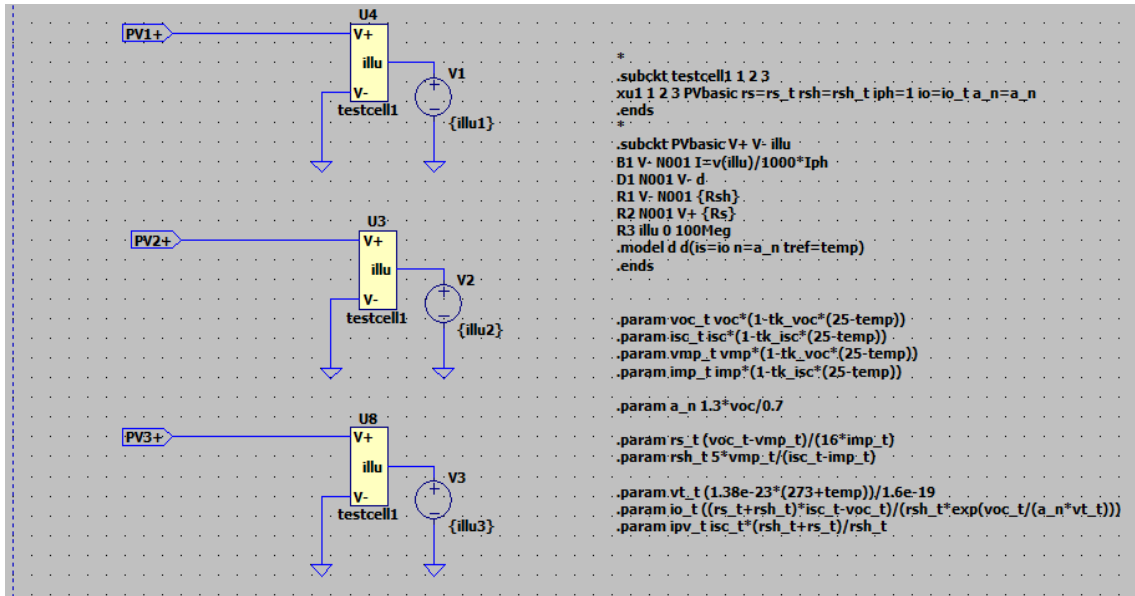 U4
PV1+
V+
illu
V1
V-
testcell1
{illu1}
U3
PV2+
V+
illu
V2
V-
testcell1
{illu2}
U8
PV3+
V+
illu
V3
V-
testcell1
{illu3}
*
.subckt testcell1 1 2 3
xu1 1 2 3 PVbasic rs=rs_t rsh=rsh_t iph=1 io=io_t a_n=a_n
.ends
*
.subckt PVbasic V+ V- illu
B1 V- N001 I=v(illu)/1000*Iph
D1 N001 V- d
R1 V- N001 {Rsh}
R2 N001 V+ {Rs}
R3 illu 0 100Meg
.model d d(is=io n=a_n tref=temp)
.ends
.param voc_t voc*(1-tk_voc*(25-temp))
.param isc_t isc*(1-tk_isc*(25-temp))
.param vmp_t vmp*(1-tk_voc*(25-temp))
.param imp_t imp*(1-tk_isc*(25-temp))
.param a_n 1.3*voc/0.7
.param rs_t (voc_t-vmp_t)/(16*imp_t)
.param rsh_t 5*vmp_t/(isc_t-imp_t)
.param vt_t (1.38e-23*(273+temp))/1.6e-19
.param io_t ((rs_t+rsh_t)*isc_t-voc_t)/(rsh_t*exp(voc_t/(a_n*vt_t)))
.param ipv_t isc_t*(rsh_t+rs_t)/rsh_t